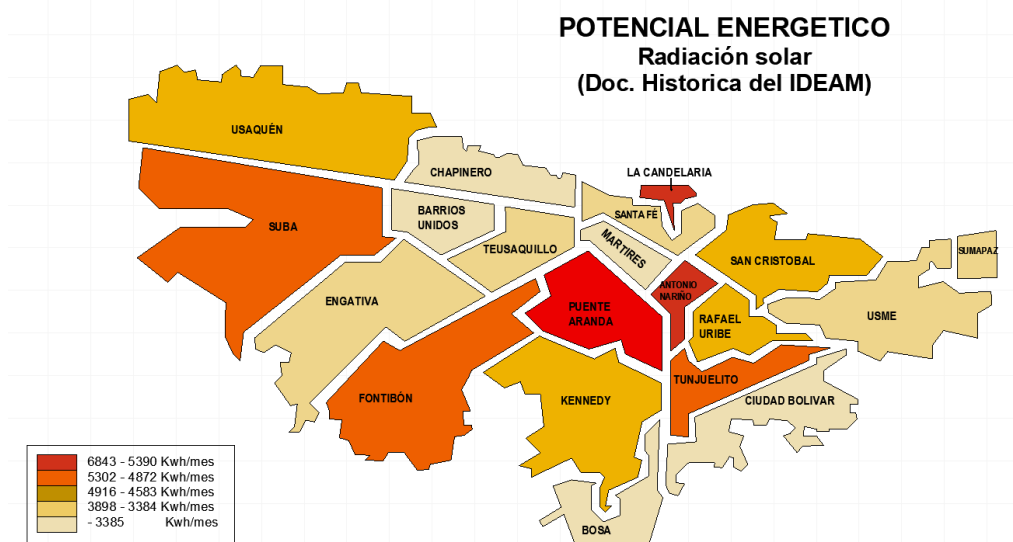 POTENCIAL ENERGETICO
Radiación solar
(Doc. Historica del IDEAM)
USAQUÉN
CHAPINERO
LA CANDELARIA
BARRIOS
UNIDOS
SANTA FÉ
SUBA
TEUSAQUILLO
MARTIRES
SAN CRISTOBAL
SUMAPAZ
ENGATIVA
ANTONIO
NARIÑO
PUENTE
ARANDA
RAFAEL
URIBE
USME
TUNJUELITO
FONTIBÓN
KENNEDY
CIUDAD BOLIVAR
BOSA
6843 - 5390 Kwh/mes
5302 - 4872 Kwh/mes
4916 - 4583 Kwh/mes
3898 - 3384 Kwh/mes
- 3385 Kwh/mes